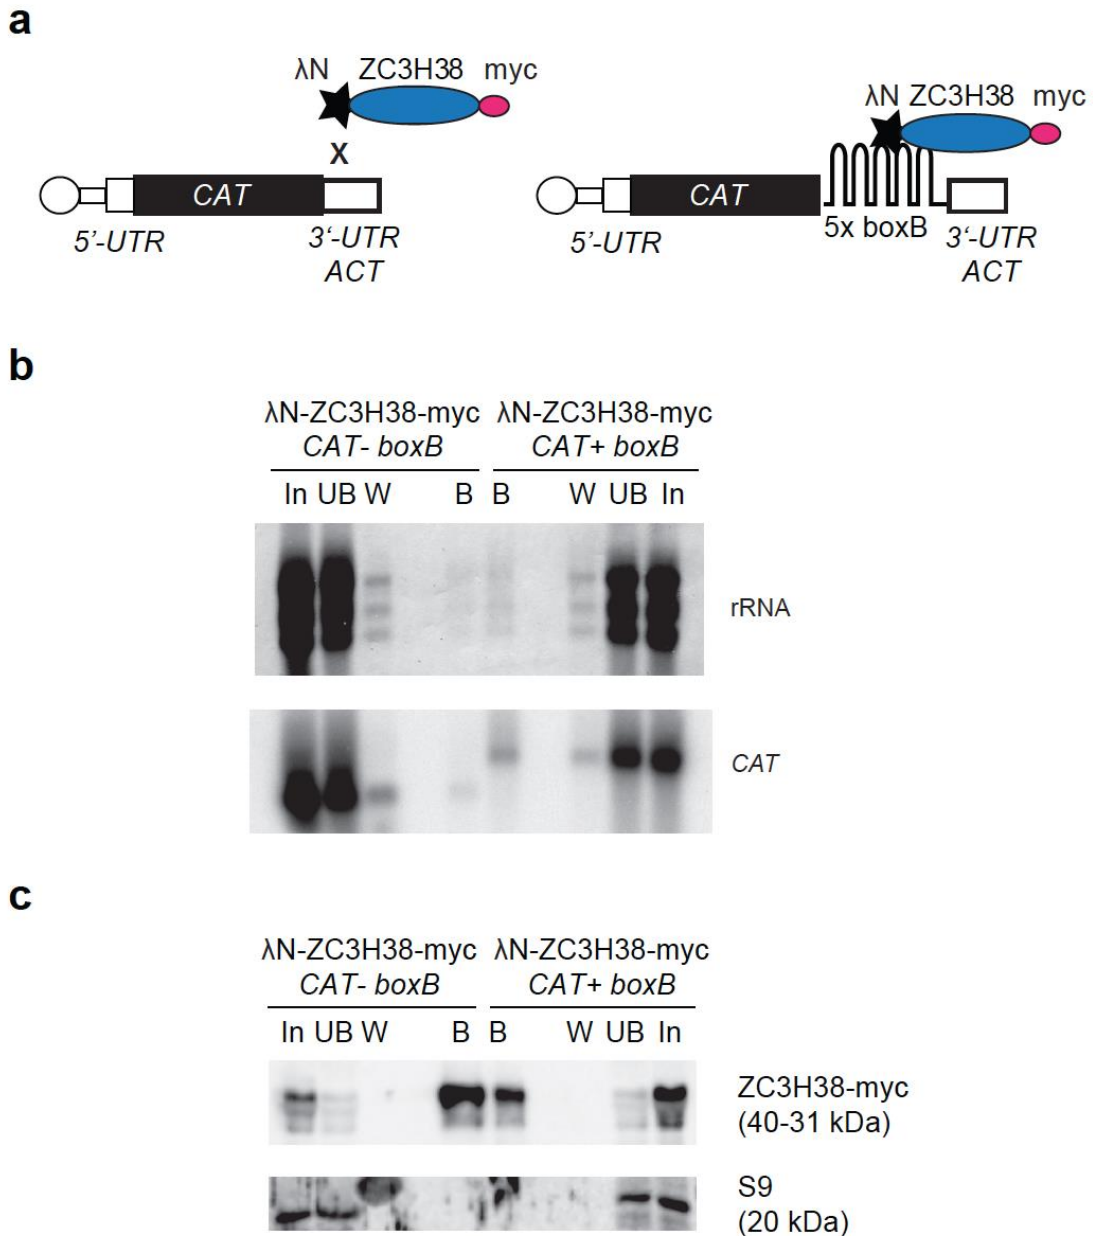 a
λN ZC3H38 myc
X
CAT
5’-UTR
3‘-UTR
ACT
λN ZC3H38 myc
CAT
5’-UTR
5x boxB
3‘-UTR
ACT
b
λN-ZC3H38-myc λN-ZC3H38-myc
CAT- boxB CAT+ boxB
In UB W B B W UB In
rRNA
CAT
c
λN-ZC3H38-myc λN-ZC3H38-myc
CAT- boxB CAT+ boxB
In UB W B B W UB In
ZC3H38-myc
(40-31 kDa)
S9
(20 kDa)